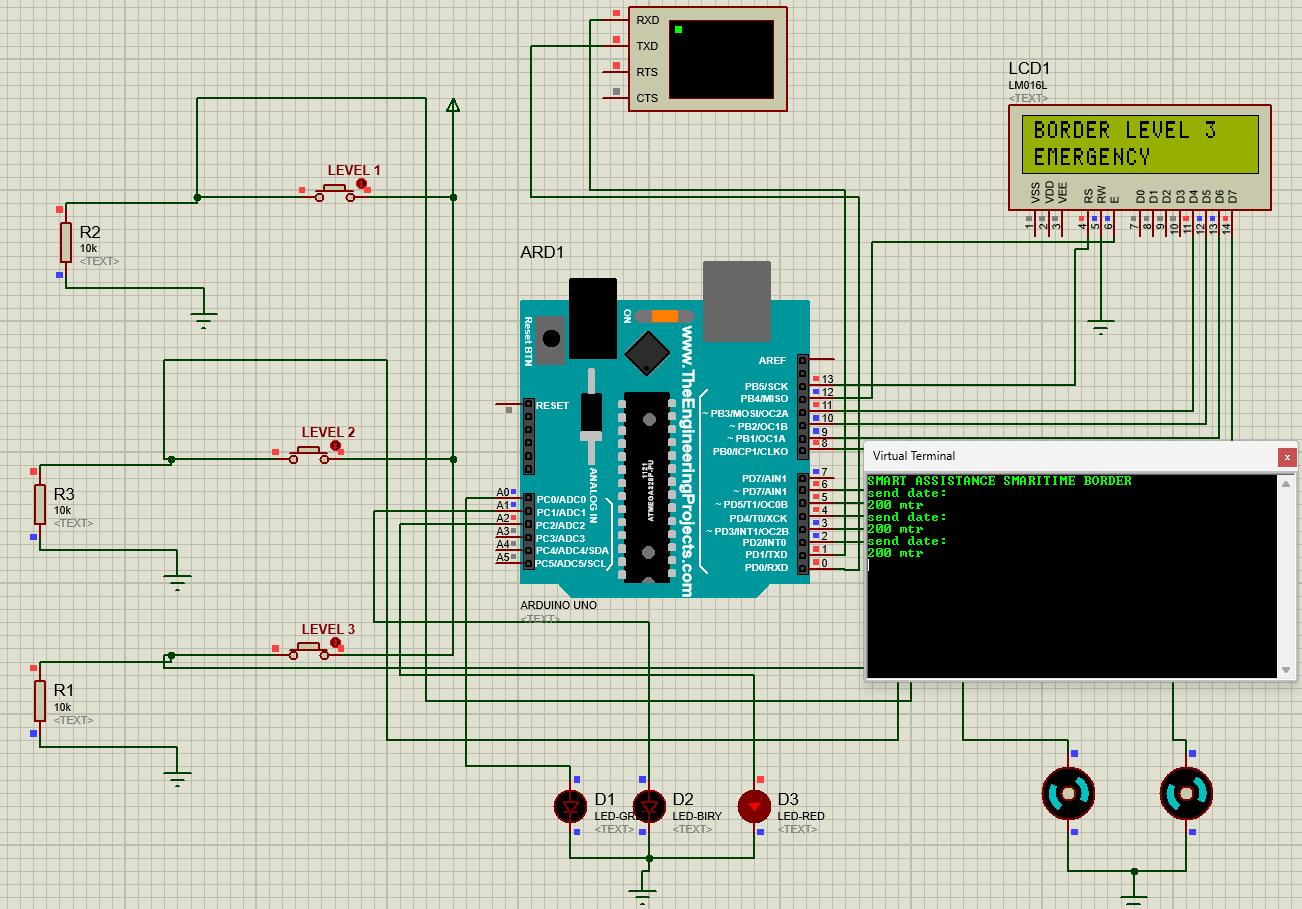 RXD
TXD
RTS
CTS
LCD1
LM016L
<TEXT>
BORDER LEVEL 3
EMERGENCY
VSS
VDD
VEE
RS
RW
E
D0
D1
D2
D3
D4
D5
D6
D7
1
2
3
4
5
6
7
8
9
10
11
12
13
14
LEVEL 1
R2
10k
<TEXT>
ARD1
Reset BTN
ON
www.TheEngineeringProjects.com
RESET
AREF
PB5/SCK 13
PB4/MISO 12
~ PB3/MOSI/OC2A 11
~ PB2/OC1B 10
~ PB1/OC1A 9
PB0/ICP1/CLKO 8
PD7/AIN1 7
~ PD7/AIN1 6
~ PD5/T1/OC0B 5
PD4/T0/XCK 4
~ PD3/INT1/OC2B 3
PD2/INT0 2
PD1/TXD 1
PD0/RXD 0
ANALOG IN
A0 PC0/ADC0
A1 PC1/ADC1
A2 PC2/ADC2
A3 PC3/ADC3
A4 PC4/ADC4/SDA
A5 PC5/ADC5/SCL
1121
ATMEGA328P-PU
ARDUINO UNO
<TEXT>
LEVEL 2
R3
10k
<TEXT>
Virtual Terminal
x
SMART ASSISTANCE SMARITIME BORDER
send date:
200 mtr
send date:
200 mtr
send date:
200 mtr
LEVEL 3
R1
10k
<TEXT>
D1
LED-GR
<TEXT>
D2
LED-BIRY
<TEXT>
D3
LED-RED
<TEXT>